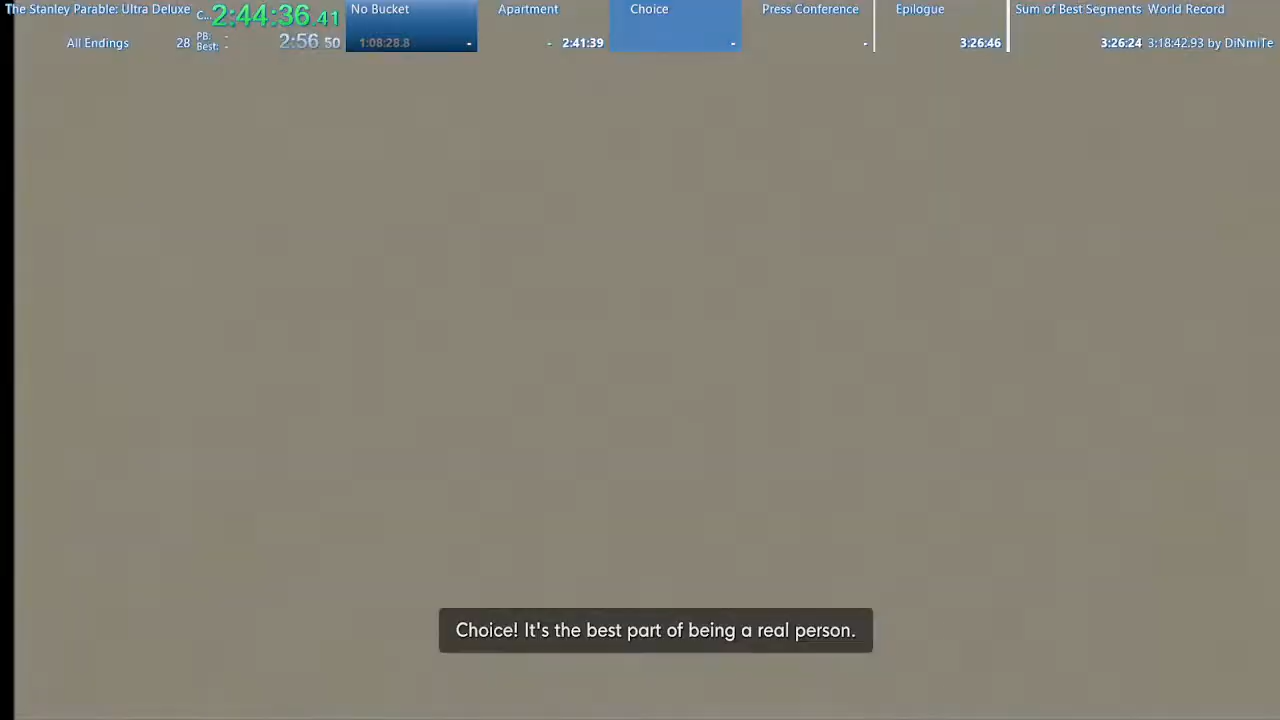 The Stanley Parable: Ultra Deluxe C... 2:44:36.41 No Bucket Apartment Choice Press Conference Epilogue Sum of Best Segments World Record
All Endings 28 PB: - 2:56 50 1:08:28.8 - - 2:41:39 - - 3:26:46 3:26:24 3:18:42.93 by DiNmiTe
Best: -
Choice! It's the best part of being a real person.